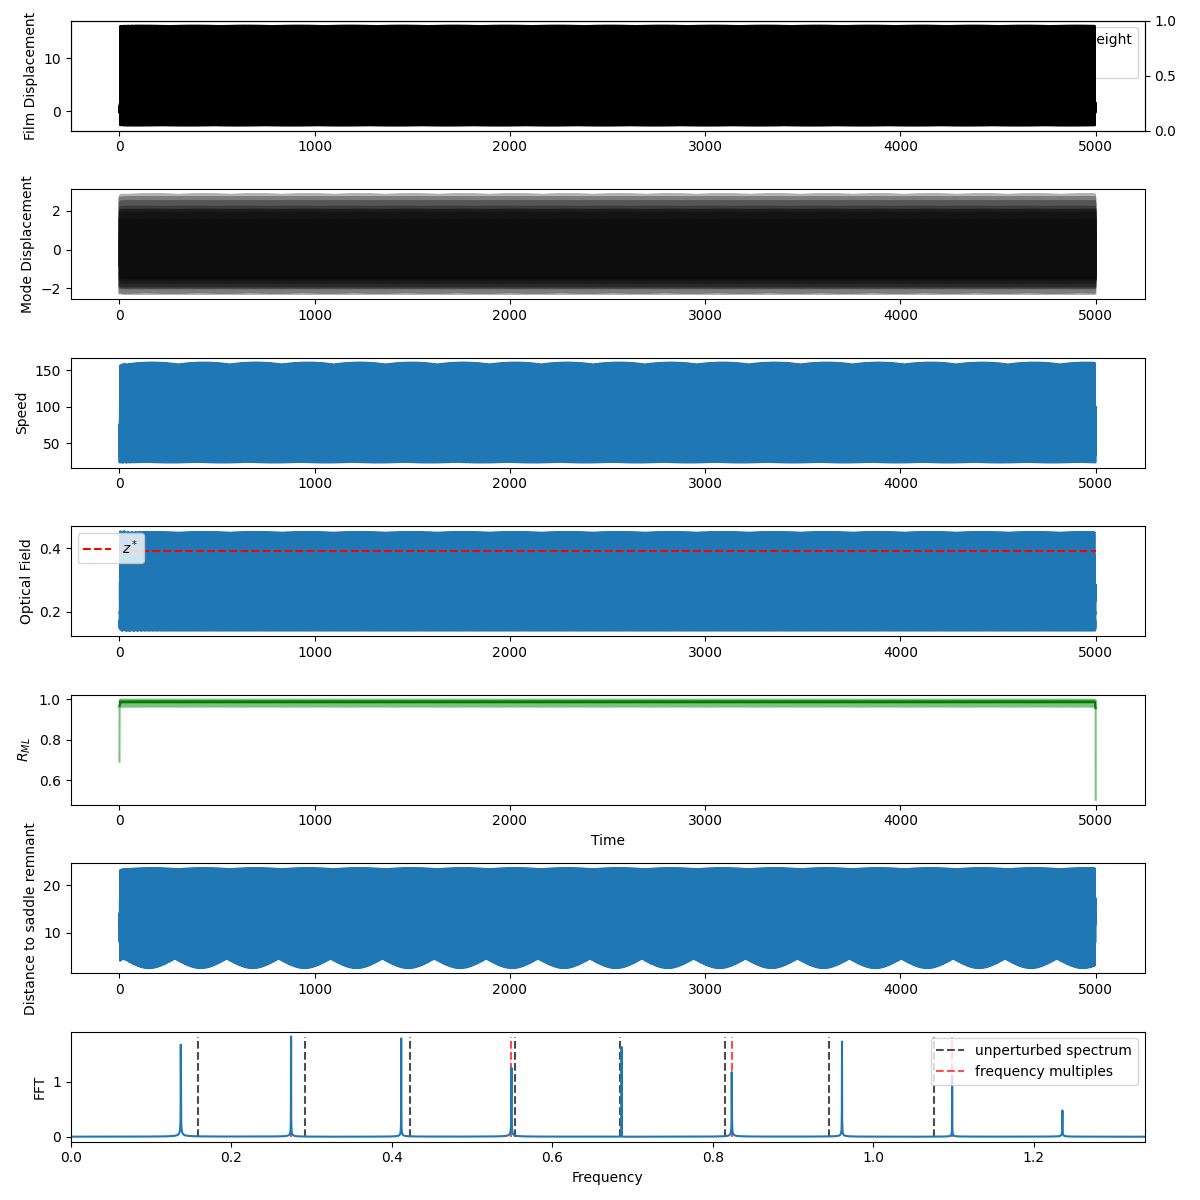 Film Displacement
10
0
eight
1.0
0.5
0.0
0 1000 2000 3000 4000 5000
Mode Displacement
2
0
−2
0 1000 2000 3000 4000 5000
Speed
150
100
50
0 1000 2000 3000 4000 5000
Optical Field
0.4
0.2
z*
0 1000 2000 3000 4000 5000
R_ML
1.0
0.8
0.6
0 1000 2000 3000 4000 5000
Time
Distance to saddle remnant
20
10
0 1000 2000 3000 4000 5000
FFT
1
0
unperturbed spectrum
frequency multiples
0.0 0.2 0.4 0.6 0.8 1.0 1.2
Frequency